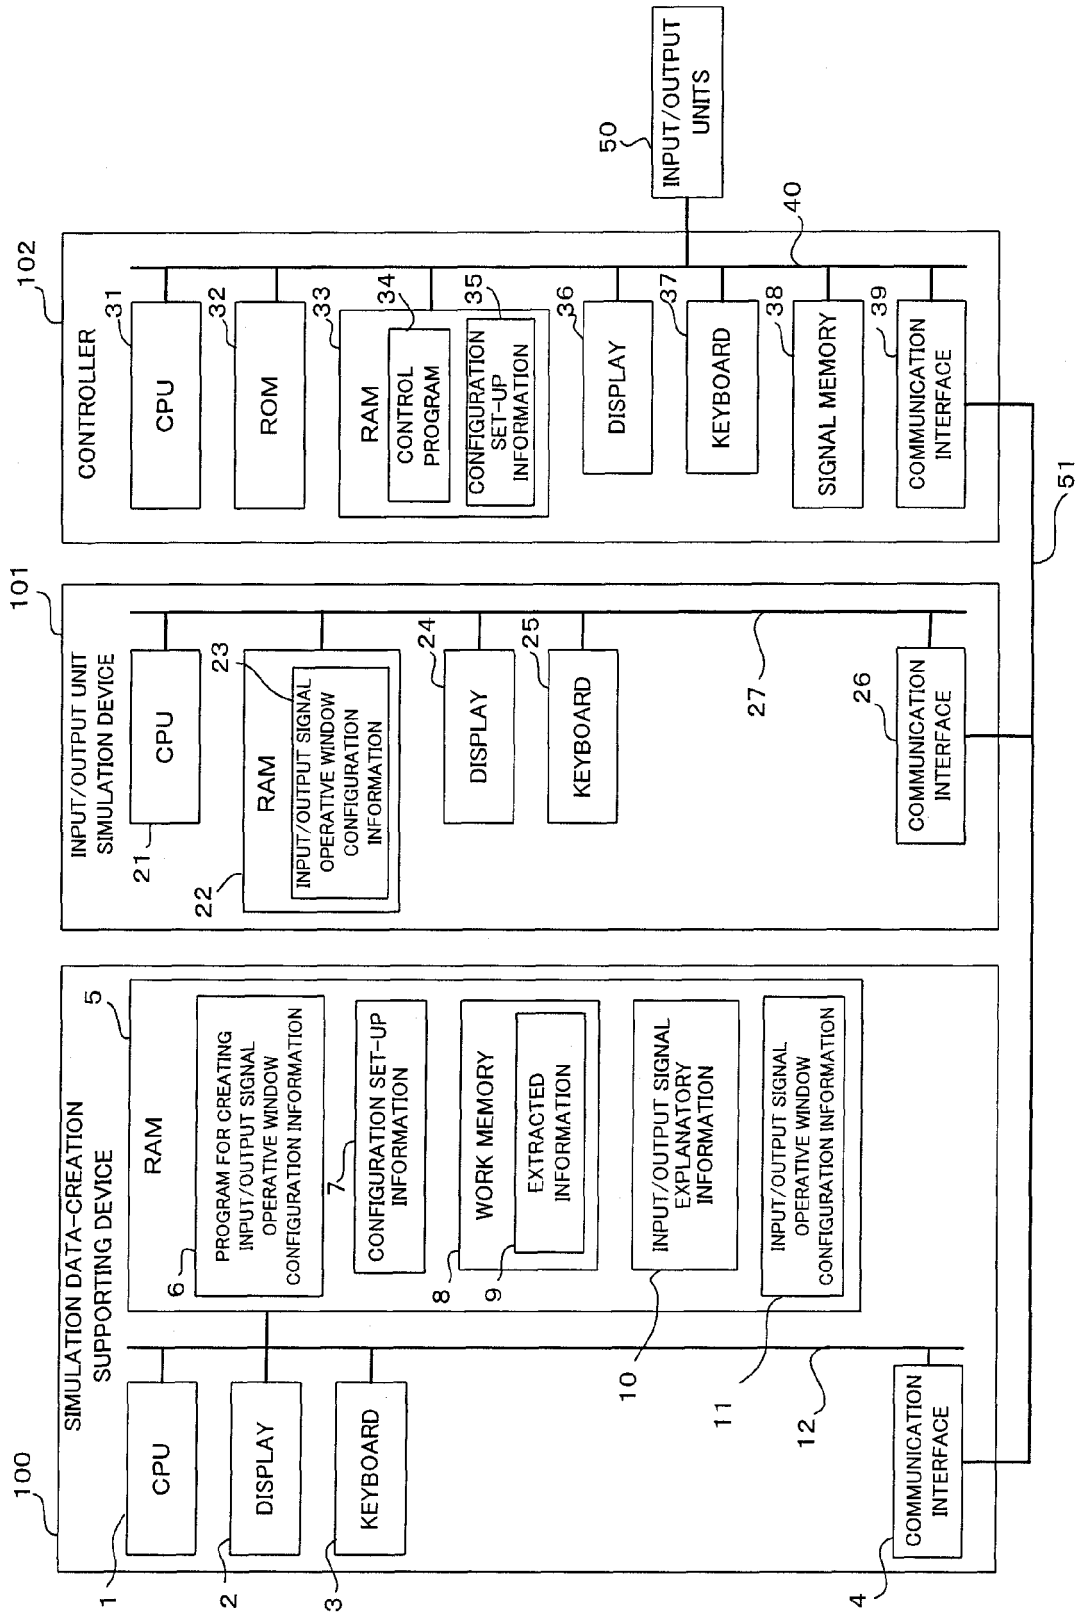 100
SIMULATION DATA-CREATION
SUPPORTING DEVICE
1
CPU
2
DISPLAY
3
KEYBOARD
4
COMMUNICATION
INTERFACE
12
5
RAM
6
PROGRAM FOR CREATING
INPUT/OUTPUT SIGNAL
OPERATIVE WINDOW
CONFIGURATION INFORMATION
7
CONFIGURATION SET-UP
INFORMATION
8
WORK MEMORY
9
EXTRACTED
INFORMATION
10
INPUT/OUTPUT SIGNAL
EXPLANATORY
INFORMATION
11
INPUT/OUTPUT SIGNAL
OPERATIVE WINDOW
CONFIGURATION INFORMATION
101
INPUT/OUTPUT UNIT
SIMULATION DEVICE
21
CPU
22
RAM
23
INPUT/OUTPUT SIGNAL
OPERATIVE WINDOW
CONFIGURATION
INFORMATION
24
DISPLAY
25
KEYBOARD
26
COMMUNICATION
INTERFACE
27
102
CONTROLLER
31
CPU
32
ROM
33
RAM
34
CONTROL
PROGRAM
35
CONFIGURATION
SET-UP
INFORMATION
36
DISPLAY
37
KEYBOARD
38
SIGNAL MEMORY
39
COMMUNICATION
INTERFACE
40
50
INPUT/OUTPUT
UNITS
51